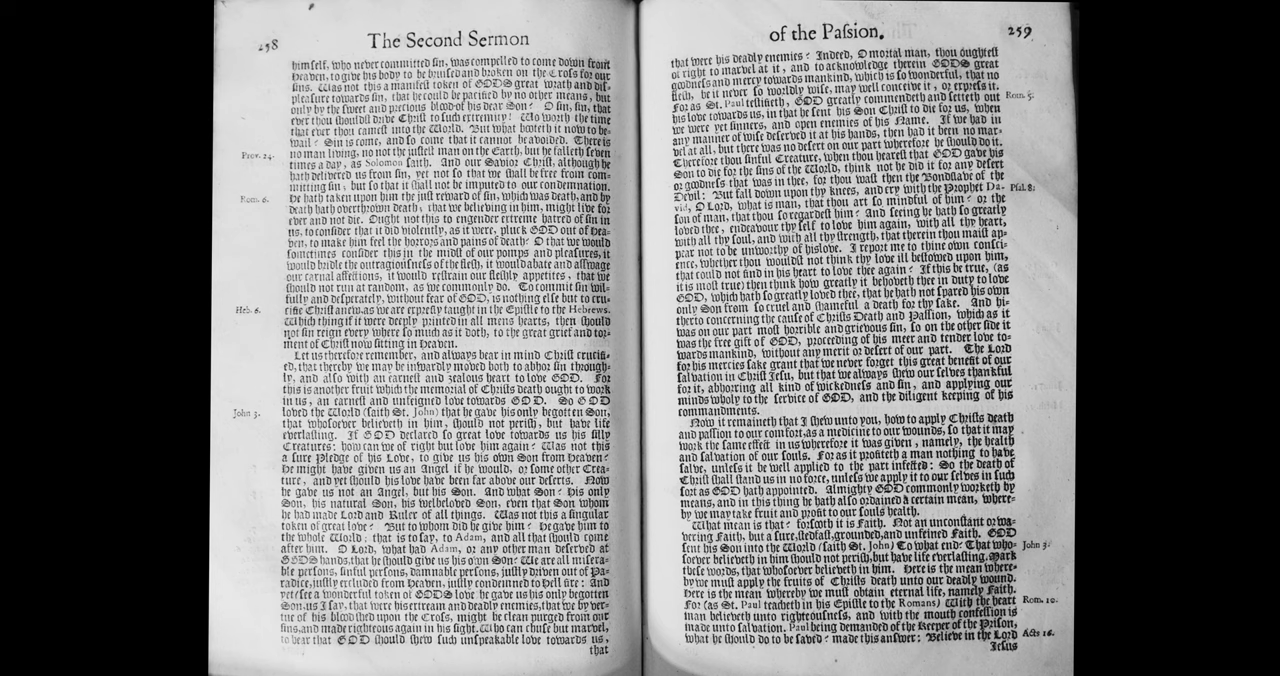 258
The Second Sermon
himself, who never committed sin, was compelled to come down from
Heaven, to give his body to be bruised and broken on the Cross for our
sins. Was not this a manifest token of GODS great wrath and dis-
pleasure towards sin, that he could be pacified by no other means, but
only by the sweet and precious bloud of his dear Son? O sin, sin, that
ever thou shouldst drive Christ to such extremity! Wo worth the time
that ever thou camest into the World. But what booteth it now to be-
wail? Sin is come, and so come that it cannot be avoided. There is
Prov. 24.
no man living, no not the justest man on the Earth, but he falleth seven
times a day, as Solomon saith. And our Savior Christ, although he
hath delivered us from sin, yet not so that we shall be free from com-
mitting sin; but so that it shall not be imputed to our condemnation.
Rom. 6.
He hath taken upon him the just reward of sin, which was death, and by
death hath overthrown death, that we believing in him, might live for
ever and not die. Ought not this to engender extreme hatred of sin in
us, to consider that it did violently, as it were, pluck GOD out of Hea-
ven, to make him feel the horrors and pains of death? O that we would
sometimes consider this in the midst of our pomps and pleasures, it
would bridle the outragiousness of the flesh, it would abate and asswage
our carnal affections, it would restrain our fleshly appetites, that we
should not run at random, as we commonly do. To commit sin wil-
fully and desperately, without fear of GOD, is nothing else but to cru-
Heb. 6.
cifie Christ anew, as we are expresly taught in the Epistle to the Hebrews.
Which things if it were deeply printed in all mens hearts, then should
not sin reign every where so much as it doth, to the great grief and tor-
ment of Christ now sitting in Heaven.
Let us therefore remember, and always bear in mind Christ crucifi-
ed, that thereby we may be inwardly moved both to abhor sin through-
ly, and also with an earnest and zealous heart to love GOD. For
this is another fruit which the memorial of Christs death ought to work
in us, an earnest and unfeigned love towards GOD. So GOD
John 3.
loved the World (saith St. John) that he gave his only begotten Son,
that whosoever believeth in him, should not perish, but have life
everlasting. If GOD declared so great love towards us his silly
Creatures: how can we of right but love him again? Was not this
a sure Pledge of his Love, to give us his own Son from Heaven?
He might have given us an Angel if he would, or some other Crea-
ture, and yet should his love have been far above our deserts. Now
he gave us not an Angel, but his Son. And what Son? His only
Son, his natural Son, his welbeloved Son, even that Son whom
he had made Lord and Ruler of all things. Was not this a singular
token of great love? But to whom did he give him? He gave him to
the whole World; that is to say, to Adam, and all that should come
after him. O Lord, what had Adam, or any other man deserved at
GODS hands, that he should give us his own Son? We are all misera-
ble persons, sinful persons, damnable persons, justly driven out of Pa-
radice, justly excluded from Heaven, justly condemned to Hell fire: And
yet (see a wonderful token of GODS love) he gave us his only begotten
Son, us I say, that were his extream and deadly enemies, that we by ver-
tue of his bloud shed upon the Cross, might be clean purged from our
sins, and made righteous again in his sight. Who can chuse but marvel,
to hear that GOD should shew such unspeakable love towards us,
that
of the Passion.
259
that were his deadly enemies? Indeed, O mortal man, thou oughtest
of right to marvel at it, and to acknowledge therein GODS great
goodness and mercy towards mankind, which is so wonderful, that no
flesh, be it never so worldly wise, may well conceive it, or express it.
For as St. Paul testifieth, GOD greatly commendeth and setteth out
Rom. 5.
his love towards us, in that he sent his Son Christ to die for us, when
we were yet sinners, and open enemies of his Name. If we had in
any manner of wise deserved it at his hands, then had it been no mar-
vel at all, but there was no desert on our part wherefore he should do it.
Therefore thou sinful Creature, when thou hearest that GOD gave his
Son to die for the sins of the World, think not he did it for any desert
or goodness that was in thee, for thou wast then the Bondslave of the
Devil: But fall down upon thy knees, and cry with the Prophet Da-
Psal. 8.
vid, O Lord, what is man, that thou art so mindful of him? or the
son of man, that thou so regardest him? And seeing he hath so greatly
loved thee, endeavour thy self to love him again, with all thy heart,
with all thy soul, and with all thy strength, that therein thou maist ap-
pear not to be unworthy of his love. I report me to thine own consci-
ence, whether thou wouldst not think thy love ill bestowed upon him,
that could not find in his heart to love thee again? If this be true, (as
it is most true) then think how greatly it behoveth thee in duty to love
GOD, which hath so greatly loved thee, that he hath not spared his own
only Son from so cruel and shameful a death for thy sake. And hi-
therto concerning the cause of Christs Death and Passion, which as it
was on our part most horrible and grievous sin, so on the other side it
was the free gift of GOD, proceeding of his meer and tender love to-
wards mankind, without any merit or desert of our part. The Lord
for his mercies sake grant that we never forget this great benefit of our
salvation in Christ Jesu, but that we always shew our selves thankful
for it, abhorring all kind of wickedness and sin, and applying our
minds wholy to the service of GOD, and the diligent keeping of his
commandments.
Now it remaineth that I shew unto you, how to apply Christs death
and passion to our comfort, as a medicine to our wounds, so that it may
work the same effect in us wherefore it was given, namely, the health
and salvation of our souls. For as it profiteth a man nothing to have
salve, unless it be well applied to the part infected: So the death of
Christ shall stand us in no force, unless we apply it to our selves in such
sort as GOD hath appointed. Almighty GOD commonly worketh by
means, and in this thing he hath also ordained a certain mean, where-
by we may take fruit and profit to our souls health.
What mean is that? forsooth it is Faith. Not an unconstant or wa-
vering Faith, but a sure, stedfast, grounded, and unfeined Faith. GOD
sent his Son into the World (saith St. John) To what end? That who-
John 3.
soever believeth in him should not perish, but have life everlasting. Mark
these words, that whosoever believeth in him. Here is the mean where-
by we must apply the fruits of Christs death unto our deadly wound.
Here is the mean whereby we must obtain eternal life, namely Faith.
For (as St. Paul teacheth in his Epistle to the Romans) With the heart
Rom. 10.
man believeth unto righteousness, and with the mouth confession is
made unto salvation. Paul being demanded of the Keeper of the Prison,
what he should do to be saved? made this answer: Believe in the Lord
Acts 16.
Jesus